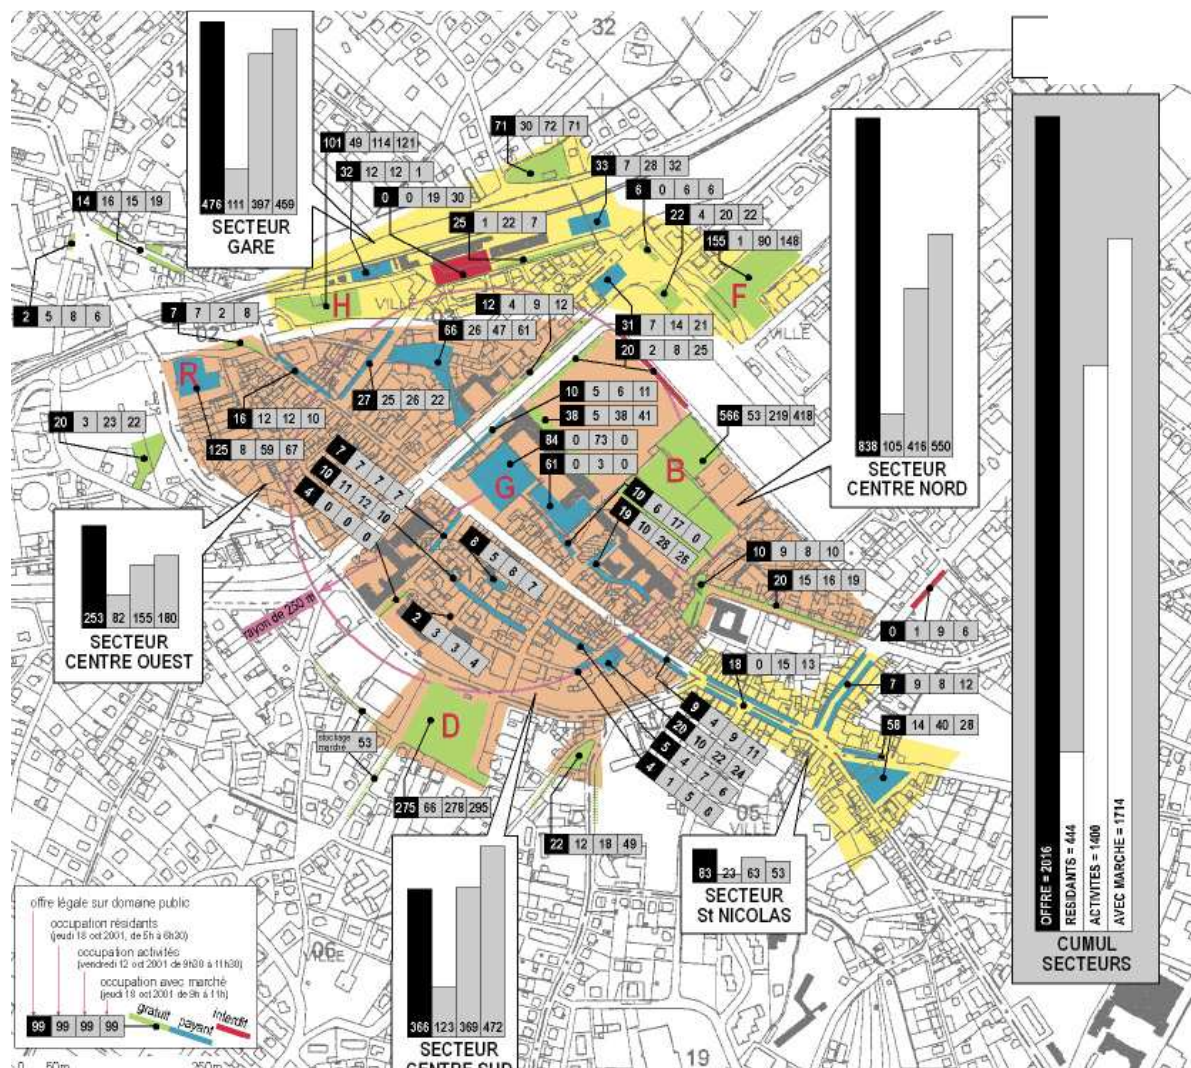 32
31
VILLE
476 111 397 459
SECTEUR
GARE
101 49 114 121
32 12 12 1
0 0 19 30
25 1 22 7
71 30 72 71
33 7 28 32
6 0 6 6
22 4 20 22
155 1 90 148
14 16 15 19
2 5 8 6
7 7 2 8
H
VILLE
F
VILLE
12 4 9 12
66 26 47 61
31 7 14 21
20 2 8 25
R
27 25 26 22
16 12 12 10
125 8 59 67
20 3 23 22
10 5 6 11
38 5 38 41
84 0 73 0
61 0 3 0
566 53 219 418
B
G
838 105 416 550
SECTEUR
CENTRE NORD
7 7 7 7
10 11 12 10
4 0 0 0
10 6 17 0
19 10 28 26
8 5 8 7
2 3 3 4
10 9 8 10
20 15 16 19
0 1 9 6
253 82 155 180
SECTEUR
CENTRE OUEST
rayon de 250 m
18 0 15 13
7 9 8 12
58 14 40 28
9 4 9 11
20 10 22 24
5 4 7 6
4 1 5 6
D
stockage
marché 53
275 66 278 295
22 12 18 49
05
VILLE
83 23 63 53
SECTEUR
St NICOLAS
366 123 369 472
SECTEUR
CENTRE SUD
06
VILLE
19
OFFRE = 2016
RESIDANTS = 444
ACTIVITES = 1400
AVEC MARCHE = 1714
CUMUL
SECTEURS
offre légale sur domaine public
occupation résidants
(jeudi 18 oct 2001, de 5h à 6h30)
occupation activités
(vendredi 12 oct 2001 de 9h30 à 11h30)
occupation avec marché
(jeudi 18 oct 2001 de 9h à 11h)
99 99 99 99
gratuit payant interdit
0 50m 250m